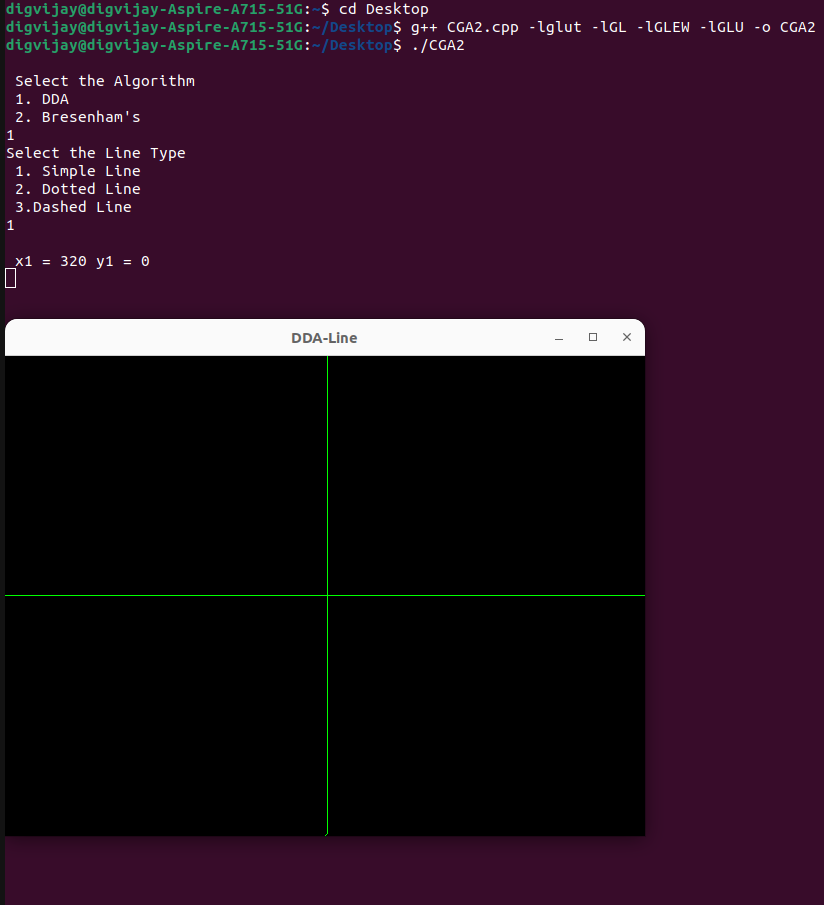 digvijay@digvijay-Aspire-A715-51G:~$ cd Desktop
digvijay@digvijay-Aspire-A715-51G:~/Desktop$ g++ CGA2.cpp -lglut -lGL -lGLEW -lGLU -o CGA2
digvijay@digvijay-Aspire-A715-51G:~/Desktop$ ./CGA2
Select the Algorithm
1. DDA
2. Bresenham's
1
Select the Line Type
1. Simple Line
2. Dotted Line
3.Dashed Line
1
x1 = 320 y1 = 0
DDA-Line